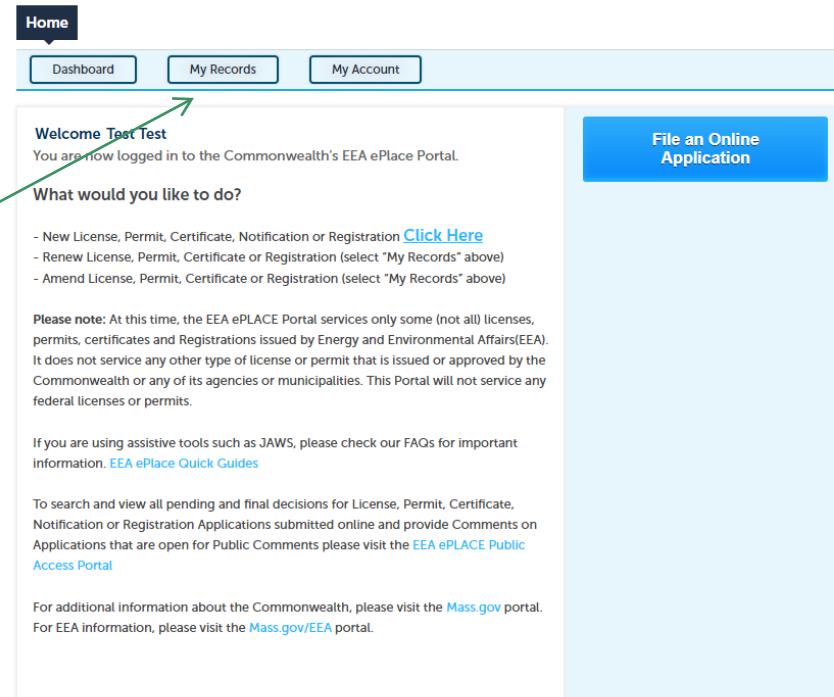 Home
Dashboard My Records My Account
Welcome Test Test
You are now logged in to the Commonwealth's EEA ePlace Portal.
What would you like to do?
- New License, Permit, Certificate, Notification or Registration Click Here
- Renew License, Permit, Certificate or Registration (select "My Records" above)
- Amend License, Permit, Certificate or Registration (select "My Records" above)
Please note: At this time, the EEA ePLACE Portal services only some (not all) licenses,
permits, certificates and Registrations issued by Energy and Environmental Affairs(EEA).
It does not service any other type of license or permit that is issued or approved by the
Commonwealth or any of its agencies or municipalities. This Portal will not service any
federal licenses or permits.
If you are using assistive tools such as JAWS, please check our FAQs for important
information. EEA ePlace Quick Guides
To search and view all pending and final decisions for License, Permit, Certificate,
Notification or Registration Applications submitted online and provide Comments on
Applications that are open for Public Comments please visit the EEA ePLACE Public
Access Portal
For additional information about the Commonwealth, please visit the Mass.gov portal.
For EEA information, please visit the Mass.gov/EEA portal.
File an Online
Application